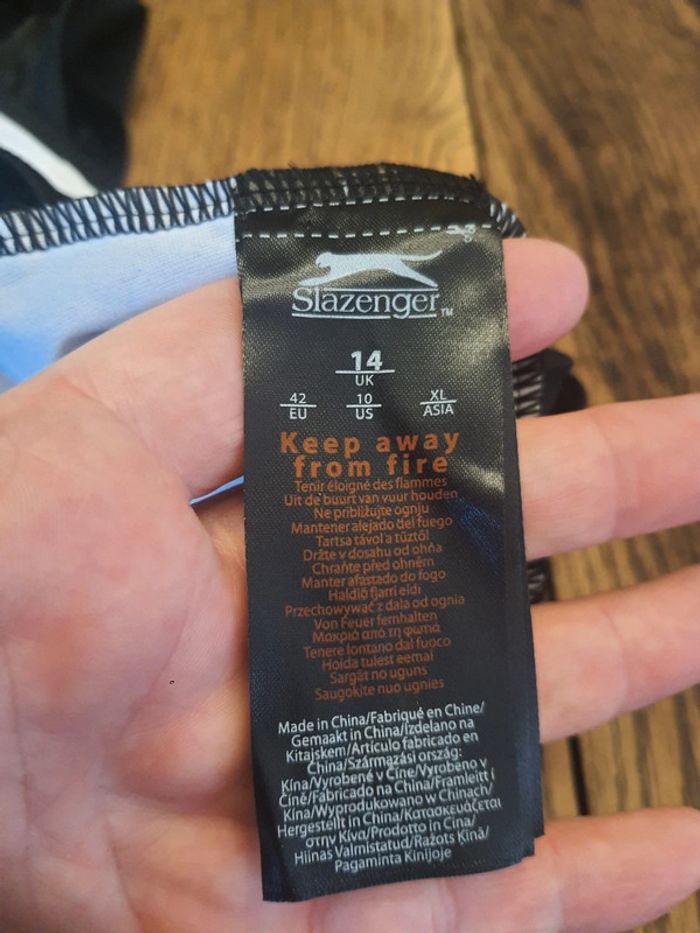 Slazenger™
14
UK
42
EU
10
US
XL
ASIA
Keep away
from fire
Tenir éloigné des flammes
Uit de buurt van vuur houden
Ne približujte ognju
Mantener alejado del fuego
Tartsa távol a tűztől
Držte v dosahu od ohňa
Chraňte před ohněm
Manter afastado do fogo
Haldið fjarri eldi
Przechowywać z dala od ognia
Von Feuer fernhalten
Μακριά από τη φωτιά
Tenere lontano dal fuoco
Hoida tulest eemal
Sargāt no uguns
Saugokite nuo ugnies
Made in China/Fabriqué en Chine/
Gemaakt in China/Izdelano na
Kitajskem/Artículo fabricado en
China/Származási ország:
Kína/Vyrobené v Číne/Vyrobeno v
Číně/Fabricado na China/Framleitt í
Kína/Wyprodukowano w Chinach/
Hergestellt in China/Κατασκευάζεται
στην Κίνα/Prodotto in Cina/
Hiinas Valmistatud/Ražots Ķīnā/
Pagaminta Kinijoje